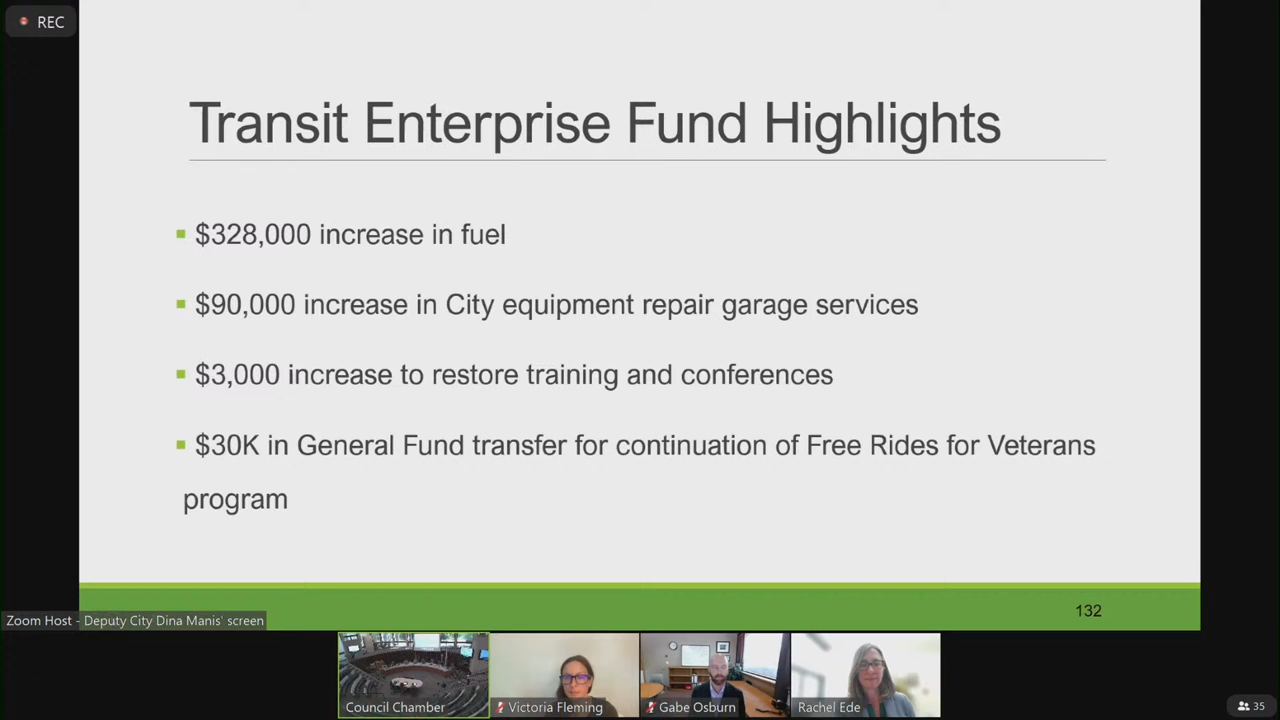 REC
Transit Enterprise Fund Highlights
$328,000 increase in fuel
$90,000 increase in City equipment repair garage services
$3,000 increase to restore training and conferences
$30K in General Fund transfer for continuation of Free Rides for Veterans
program
132
Zoom Host - Deputy City Dina Manis' screen
Council Chamber
Victoria Fleming
Gabe Osburn
Rachel Ede
35